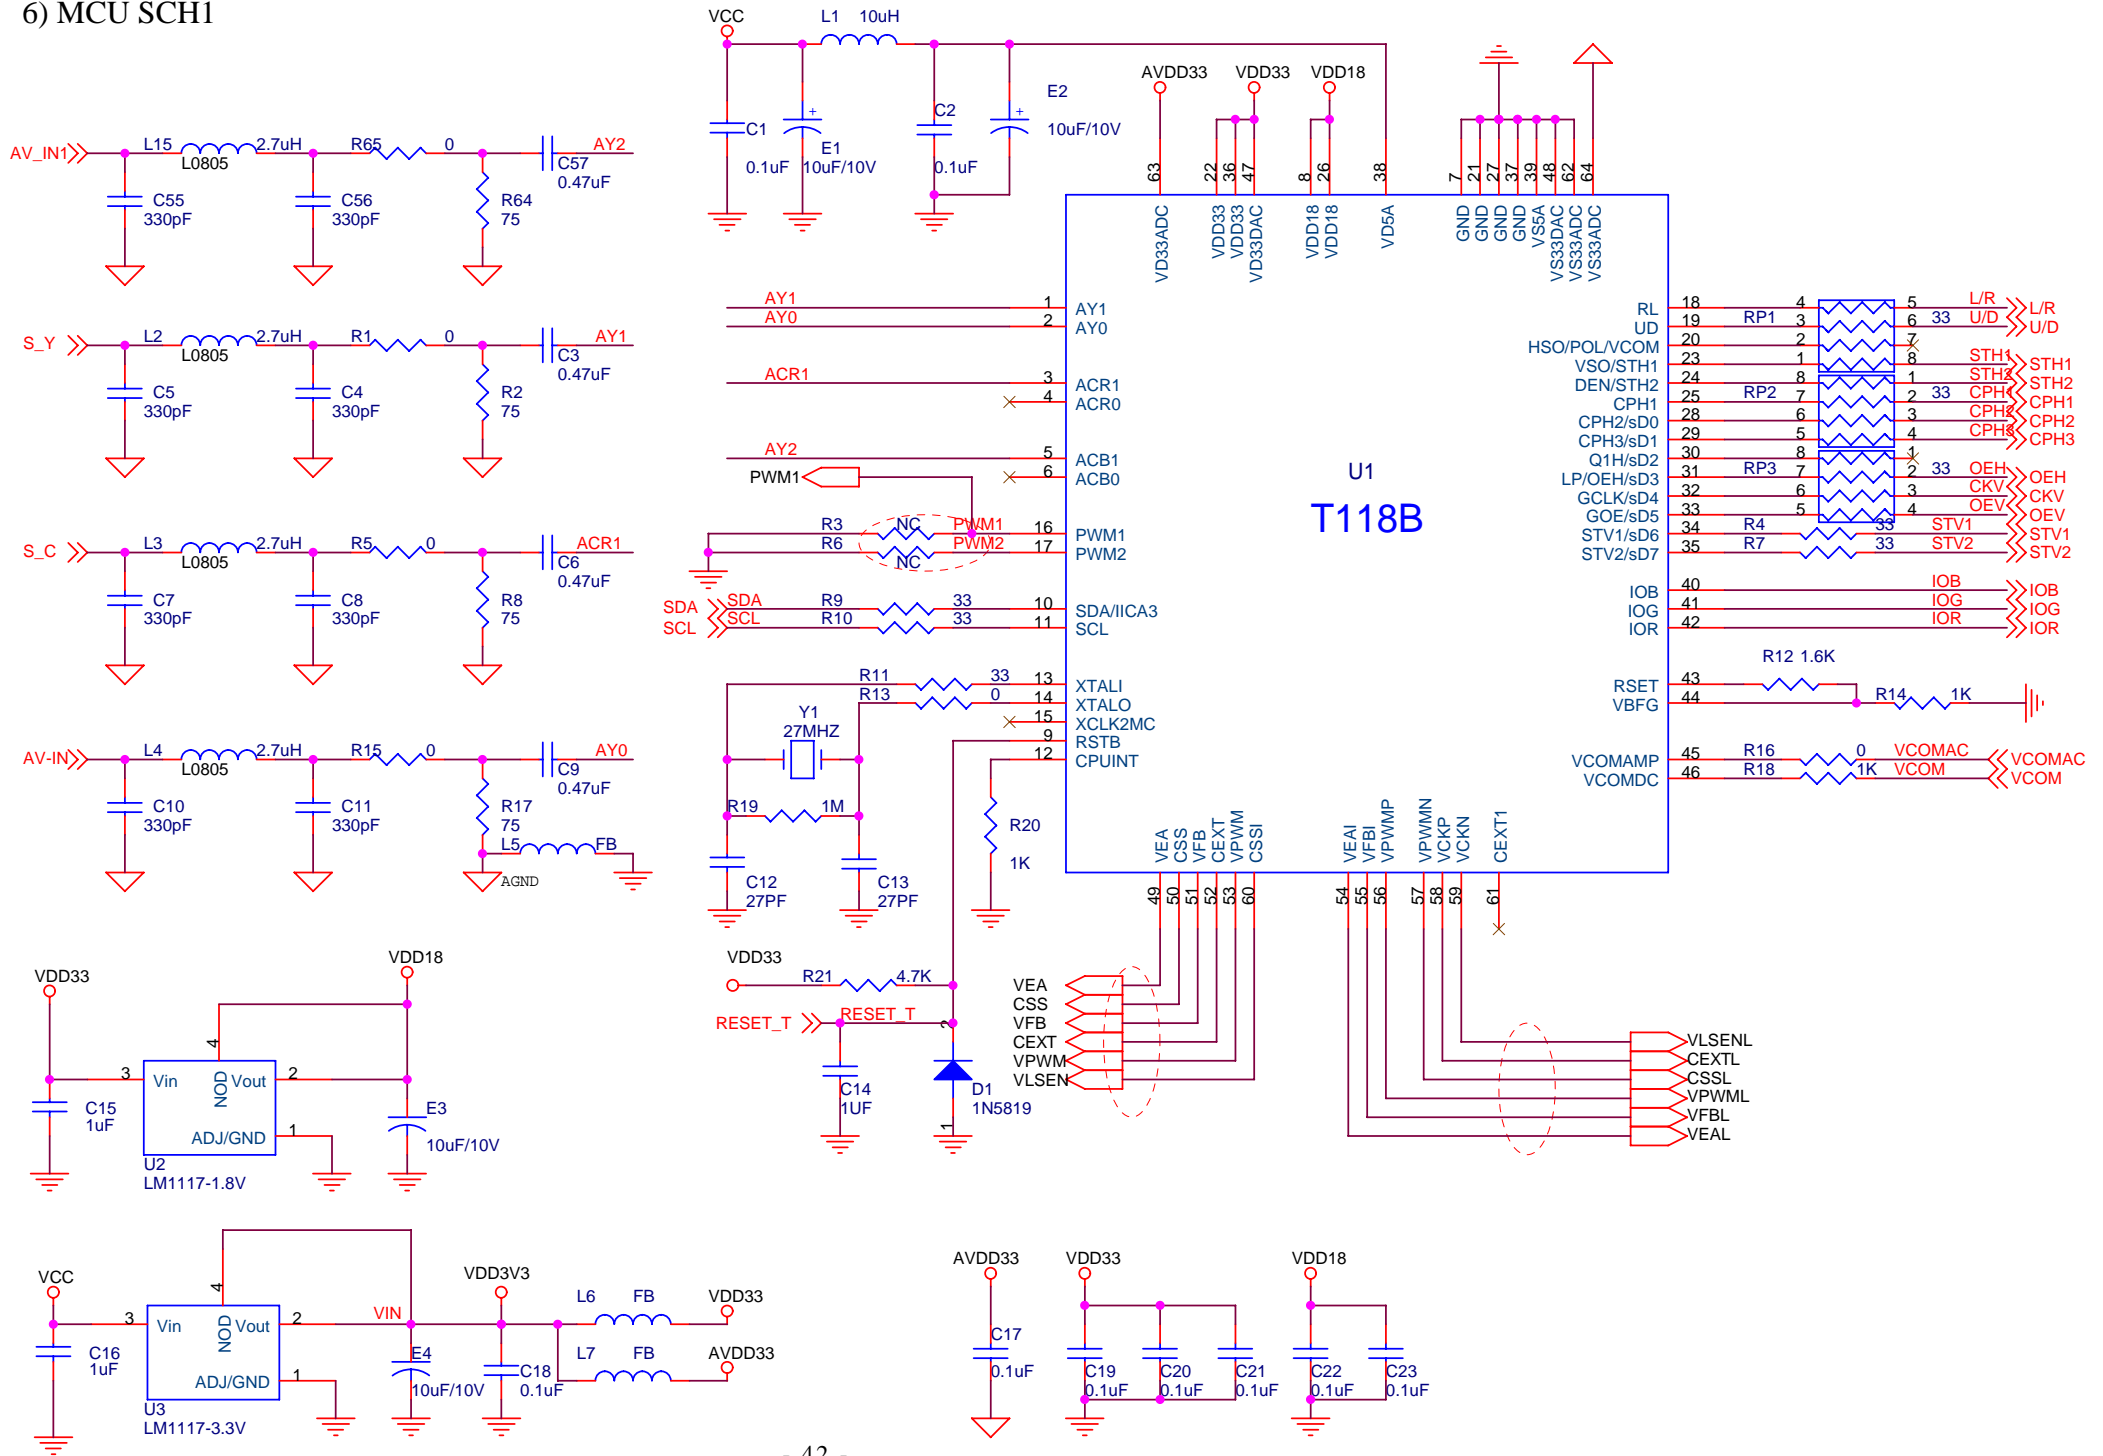 6) MCU SCH1
VCC
L1 10uH
C1
0.1uF
E1
10uF/10V
C2
0.1uF
E2
10uF/10V
AVDD33
VDD33
VDD18
63
22
36
47
8
26
38
7
21
27
37
39
48
62
64
VD33ADC
VDD33
VDD33
VD33DAC
VDD18
VDD18
VD5A
GND
GND
GND
GND
VS5A
VS33DAC
VS33ADC
VS33ADC
AV_IN1
L15
2.7uH
L0805
R65
0
AY2
C57
0.47uF
C55
330pF
C56
330pF
R64
75
S_Y
L2
2.7uH
L0805
R1
0
AY1
C3
0.47uF
C5
330pF
C4
330pF
R2
75
S_C
L3
2.7uH
L0805
R5
0
ACR1
C6
0.47uF
C7
330pF
C8
330pF
R8
75
AV-IN
L4
2.7uH
L0805
R15
0
AY0
C9
0.47uF
C10
330pF
C11
330pF
R17
75
L5
FB
AGND
AY1 1 AY1
AY0 2 AY0
ACR1 3 ACR1
4 ACR0
AY2 5 ACB1
PWM1 6 ACB0
R3 NC PWM1 16 PWM1
R6 NC PWM2 17 PWM2
SDA SDA R9 33 10 SDA/IICA3
SCL SCL R10 33 11 SCL
R11 33 13 XTALI
R13 0 14 XTALO
15 XCLK2MC
9 RSTB
12 CPUINT
Y1
27MHZ
R19 1M
C12
27PF
C13
27PF
R20
1K
U1
T118B
RL 18 4 5 L/R L/R
UD 19 RP1 3 6 33 U/D U/D
HSO/POL/VCOM 20 2 7
VSO/STH1 23 1 8 STH1 STH1
DEN/STH2 24 8 1 STH2 STH2
CPH1 25 RP2 7 2 33 CPH1 CPH1
CPH2/sD0 28 6 3 CPH2 CPH2
CPH3/sD1 29 5 4 CPH3 CPH3
Q1H/sD2 30 8 1
LP/OEH/sD3 31 RP3 7 2 33 OEH OEH
GCLK/sD4 32 6 3 CKV CKV
GOE/sD5 33 5 4 OEV OEV
STV1/sD6 34 R4 33 STV1 STV1
STV2/sD7 35 R7 33 STV2 STV2
IOB 40 IOB IOB
IOG 41 IOG IOG
IOR 42 IOR IOR
R12 1.6K
RSET 43
VBFG 44 R14 1K
VCOMAMP 45 R16 0 VCOMAC VCOMAC
VCOMDC 46 R18 1K VCOM VCOM
VEA
CSS
VFB
CEXT
VPWM
CSSI
VEAI
VFBI
VPWMP
VPWMN
VCKP
VCKN
CEXT1
49
50
51
52
53
60
54
55
56
57
58
59
61
VDD33
R21 4.7K
RESET_T RESET_T
2
C14
1UF
D1
1N5819
1
VEA
CSS
VFB
CEXT
VPWM
VLSEN
VLSENL
CEXTL
CSSL
VPWML
VFBL
VEAL
VDD33
VDD18
4
3 Vin NOD Vout 2
ADJ/GND 1
C15
1uF
U2
LM1117-1.8V
E3
10uF/10V
VCC
4
3 Vin NOD Vout 2
ADJ/GND 1
C16
1uF
U3
LM1117-3.3V
VIN
E4
10uF/10V
VDD3V3
C18
0.1uF
L6 FB VDD33
L7 FB AVDD33
AVDD33
C17
0.1uF
VDD33
C19
0.1uF
C20
0.1uF
C21
0.1uF
VDD18
C22
0.1uF
C23
0.1uF
- 42 -